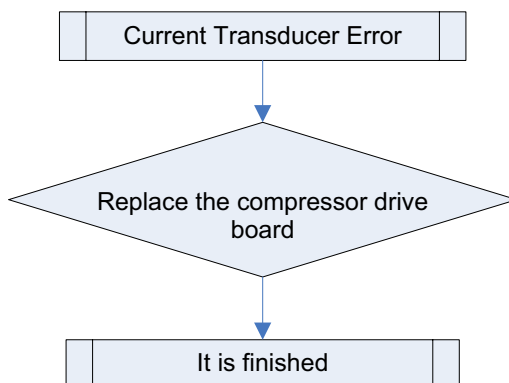 Current Transducer Error
Replace the compressor drive
board
It is finished